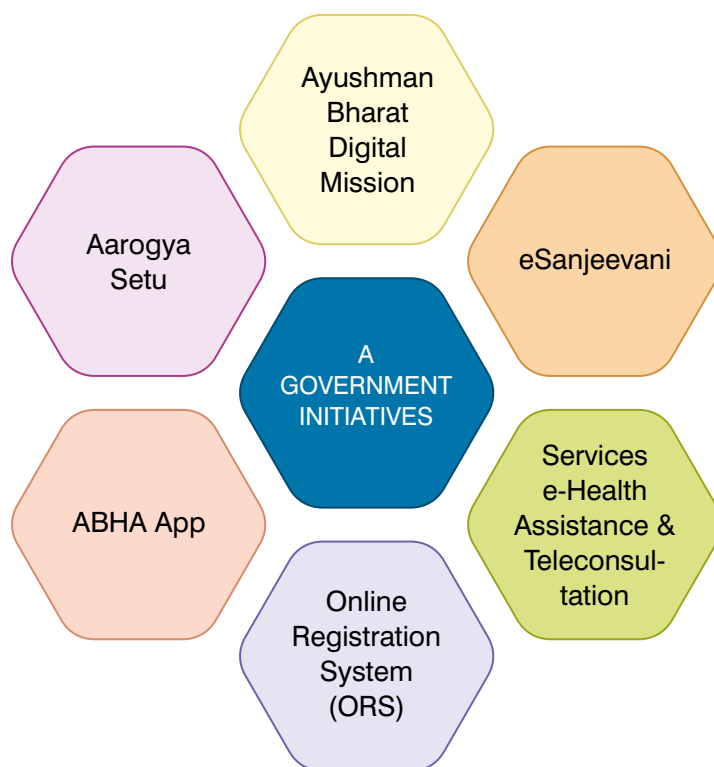 Ayushman
Bharat
Digital
Mission
Aarogya
Setu
eSanjeevani
A
GOVERNMENT
INITIATIVES
ABHA App
Services
e-Health
Assistance &
Teleconsul-
tation
Online
Registration
System
(ORS)